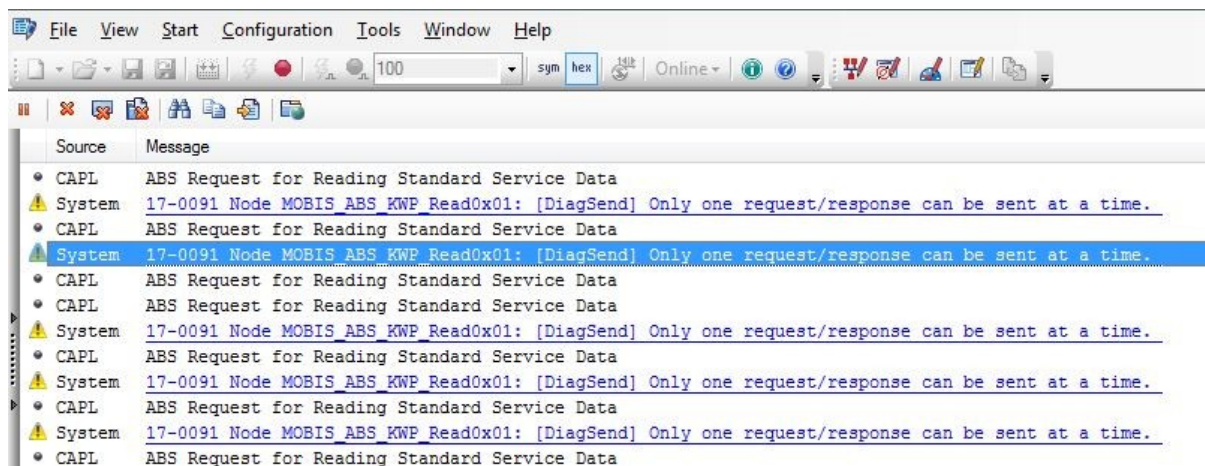 File View Start Configuration Tools Window Help
100 sym hex Online
Source Message
CAPL ABS Request for Reading Standard Service Data
System 17-0091 Node MOBIS_ABS_KWP_Read0x01: [DiagSend] Only one request/response can be sent at a time.
CAPL ABS Request for Reading Standard Service Data
System 17-0091 Node MOBIS_ABS_KWP_Read0x01: [DiagSend] Only one request/response can be sent at a time.
CAPL ABS Request for Reading Standard Service Data
CAPL ABS Request for Reading Standard Service Data
System 17-0091 Node MOBIS_ABS_KWP_Read0x01: [DiagSend] Only one request/response can be sent at a time.
CAPL ABS Request for Reading Standard Service Data
System 17-0091 Node MOBIS_ABS_KWP_Read0x01: [DiagSend] Only one request/response can be sent at a time.
CAPL ABS Request for Reading Standard Service Data
System 17-0091 Node MOBIS_ABS_KWP_Read0x01: [DiagSend] Only one request/response can be sent at a time.
CAPL ABS Request for Reading Standard Service Data